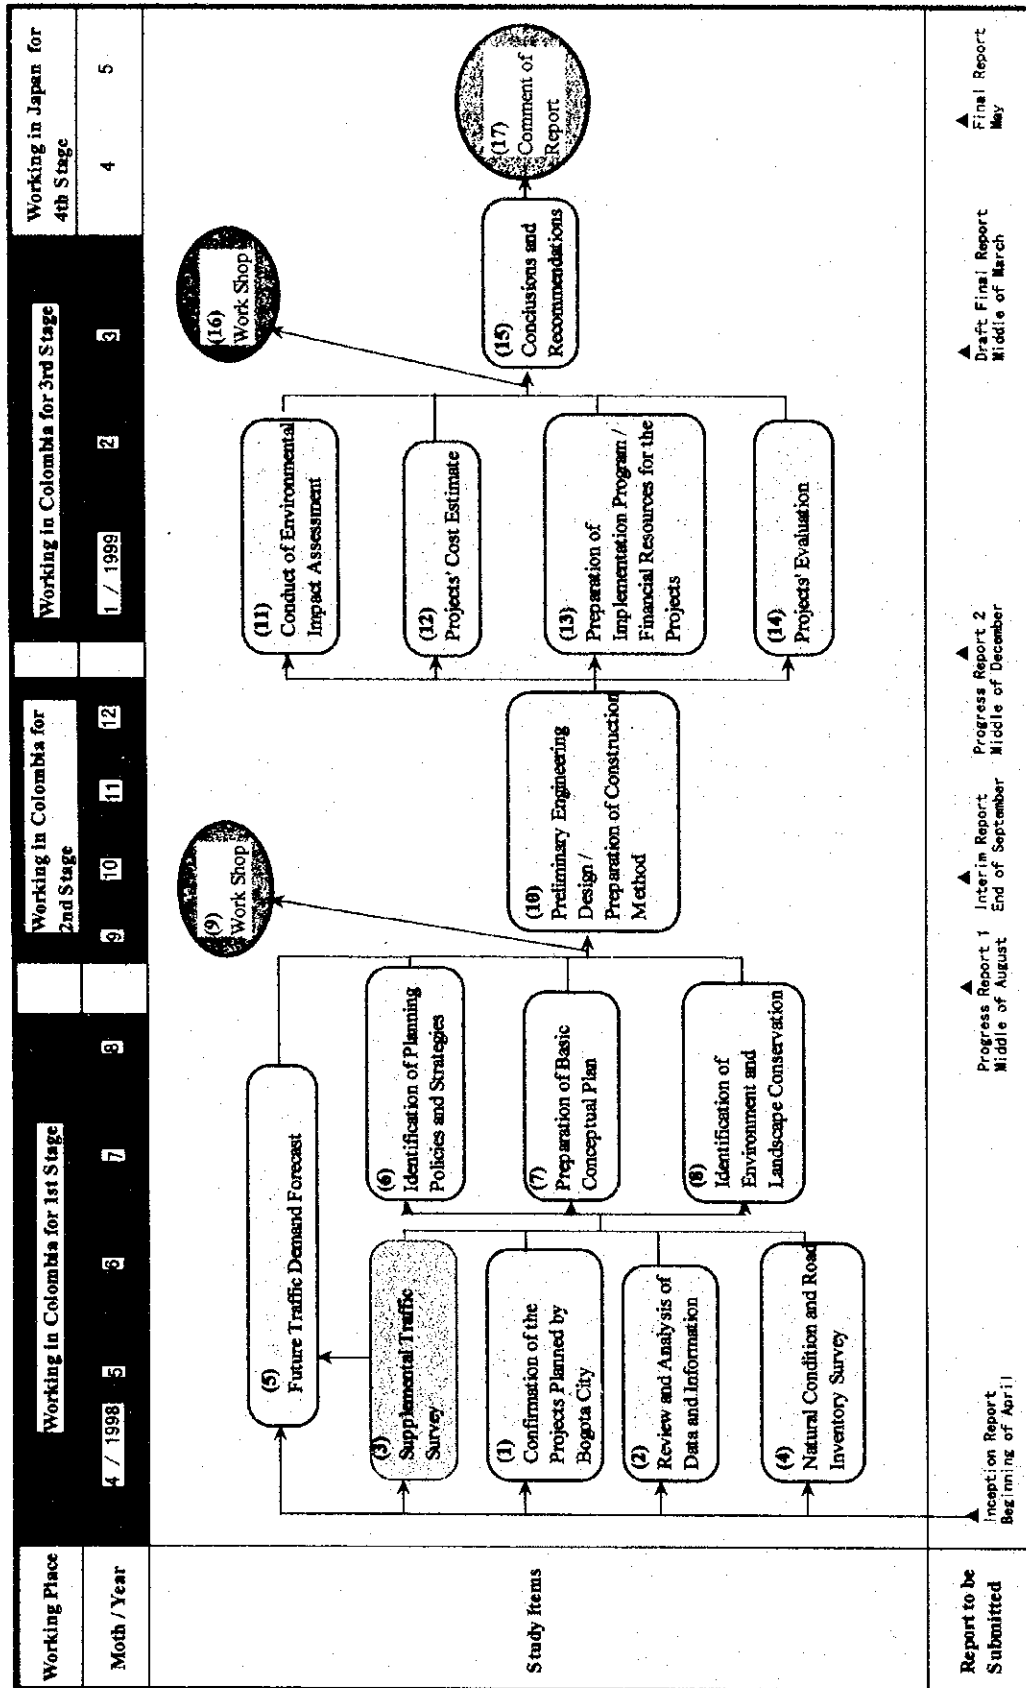 Working Place
Working in Colombia for 1st Stage
Working in Colombia for
2nd Stage
Working in Colombia for 3rd Stage
Working in Japan for
4th Stage
Moth / Year
4 / 1998
5
6
7
8
9
10
11
12
1 / 1999
2
3
4
5
Study Items
(5)
Future Traffic Demand Forecast
(3)
Supplemental Traffic
Survey
(1)
Confirmation of the
Projects Planned by
Bogota City
(2)
Review and Analysis of
Data and Information
(4)
Natural Condition and Road
Inventory Survey
(6)
Identification of Planning
Policies and Strategies
(7)
Preparation of Basic
Conceptual Plan
(8)
Identification of
Environment and
Landscape Conservation
(9)
Work Shop
(10)
Preliminary Engineering
Design /
Preparation of Construction
Method
(11)
Conduct of Environmental
Impact Assessment
(12)
Projects' Cost Estimate
(13)
Preparation of
Implementation Program /
Financial Resources for the
Projects
(14)
Projects' Evaluation
(16)
Work Shop
(15)
Conclusions and
Recommendations
(17)
Comment of
Report
Report to be
Submitted
Inception Report
Beginning of April
Progress Report 1
Middle of August
Interim Report
End of September
Progress Report 2
Middle of December
Draft Final Report
Middle of March
Final Report
May